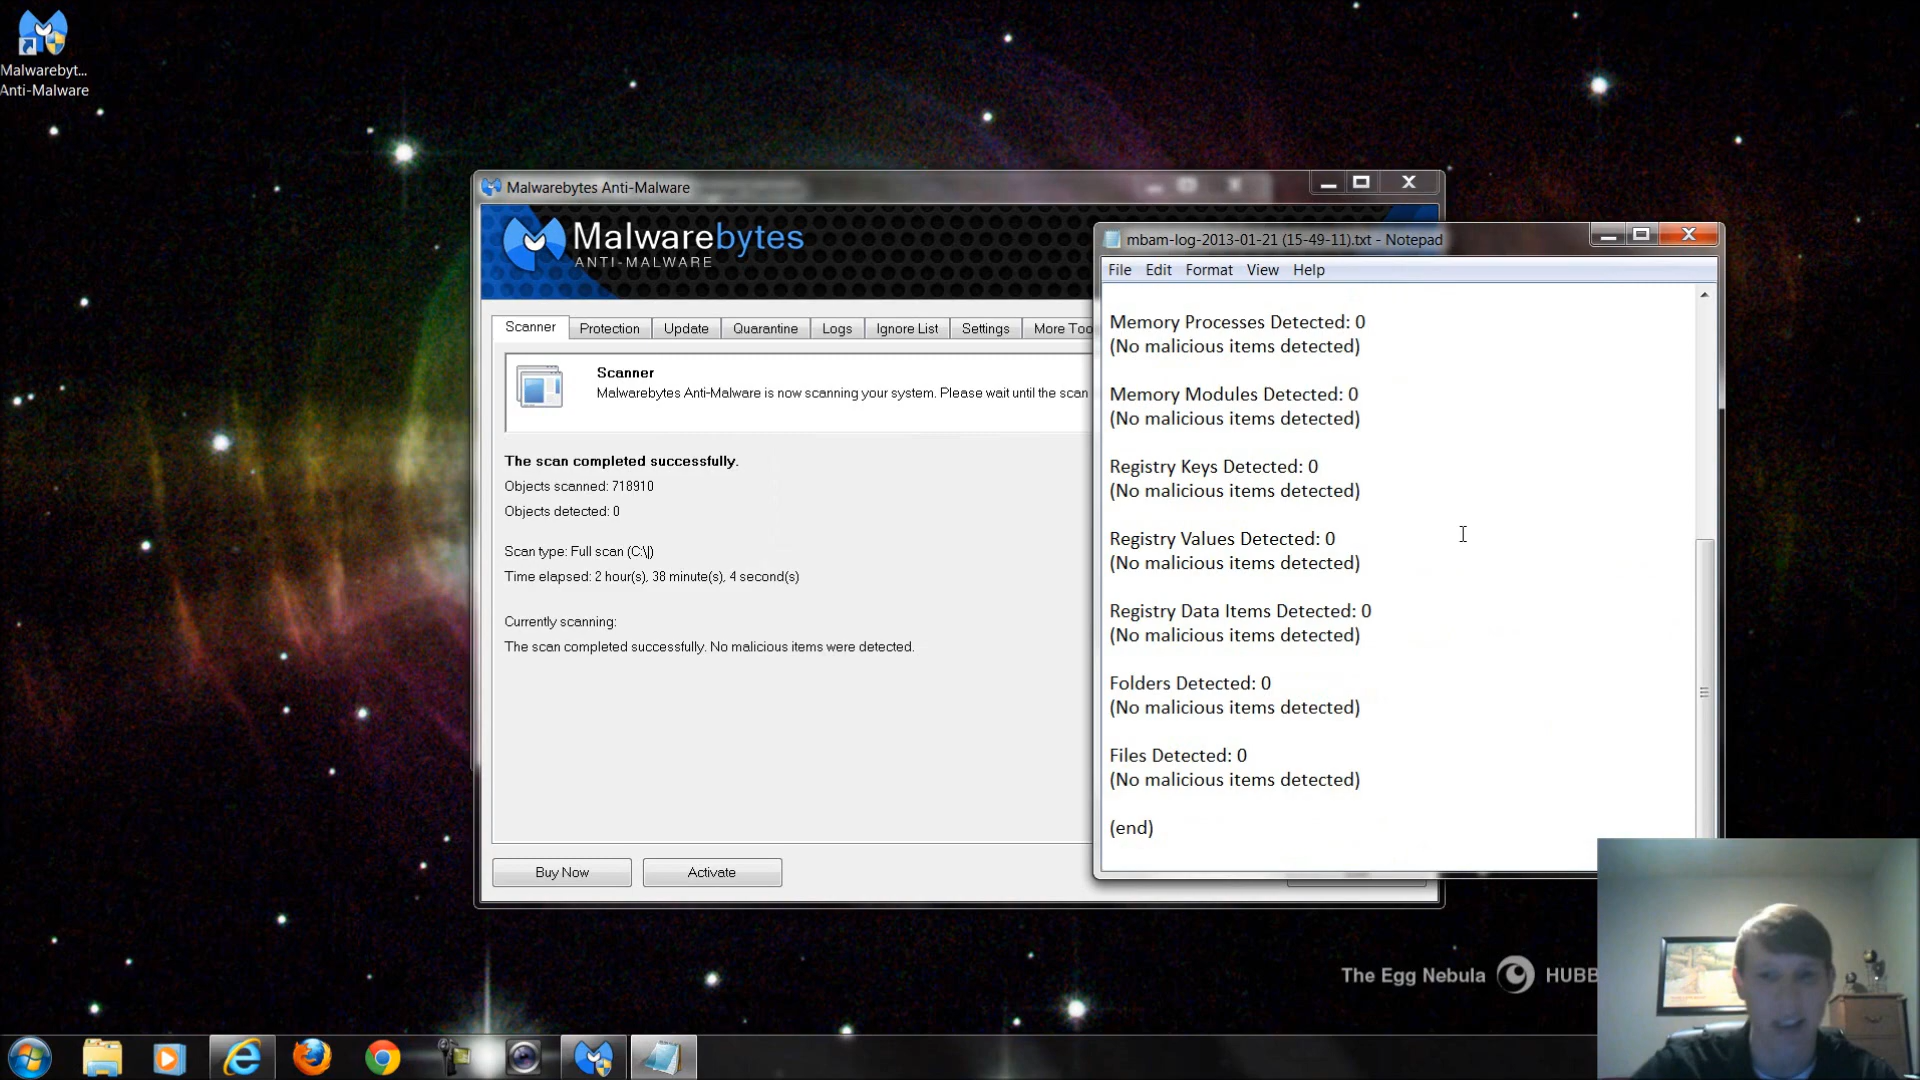 Malwarebyt...
Anti-Malware
Malwarebytes Anti-Malware
Malwarebytes
ANTI-MALWARE
Scanner
Protection
Update
Quarantine
Logs
Ignore List
Settings
More Too
Scanner
Malwarebytes Anti-Malware is now scanning your system. Please wait until the scan
The scan completed successfully.
Objects scanned: 718910
Objects detected: 0
Scan type: Full scan (C:\|)
Time elapsed: 2 hour(s), 38 minute(s), 4 second(s)
Currently scanning:
The scan completed successfully. No malicious items were detected.
Buy Now
Activate
mbam-log-2013-01-21 (15-49-11).txt - Notepad
File Edit Format View Help
Memory Processes Detected: 0
(No malicious items detected)
Memory Modules Detected: 0
(No malicious items detected)
Registry Keys Detected: 0
(No malicious items detected)
Registry Values Detected: 0
(No malicious items detected)
Registry Data Items Detected: 0
(No malicious items detected)
Folders Detected: 0
(No malicious items detected)
Files Detected: 0
(No malicious items detected)
(end)
The Egg Nebula
HUBB